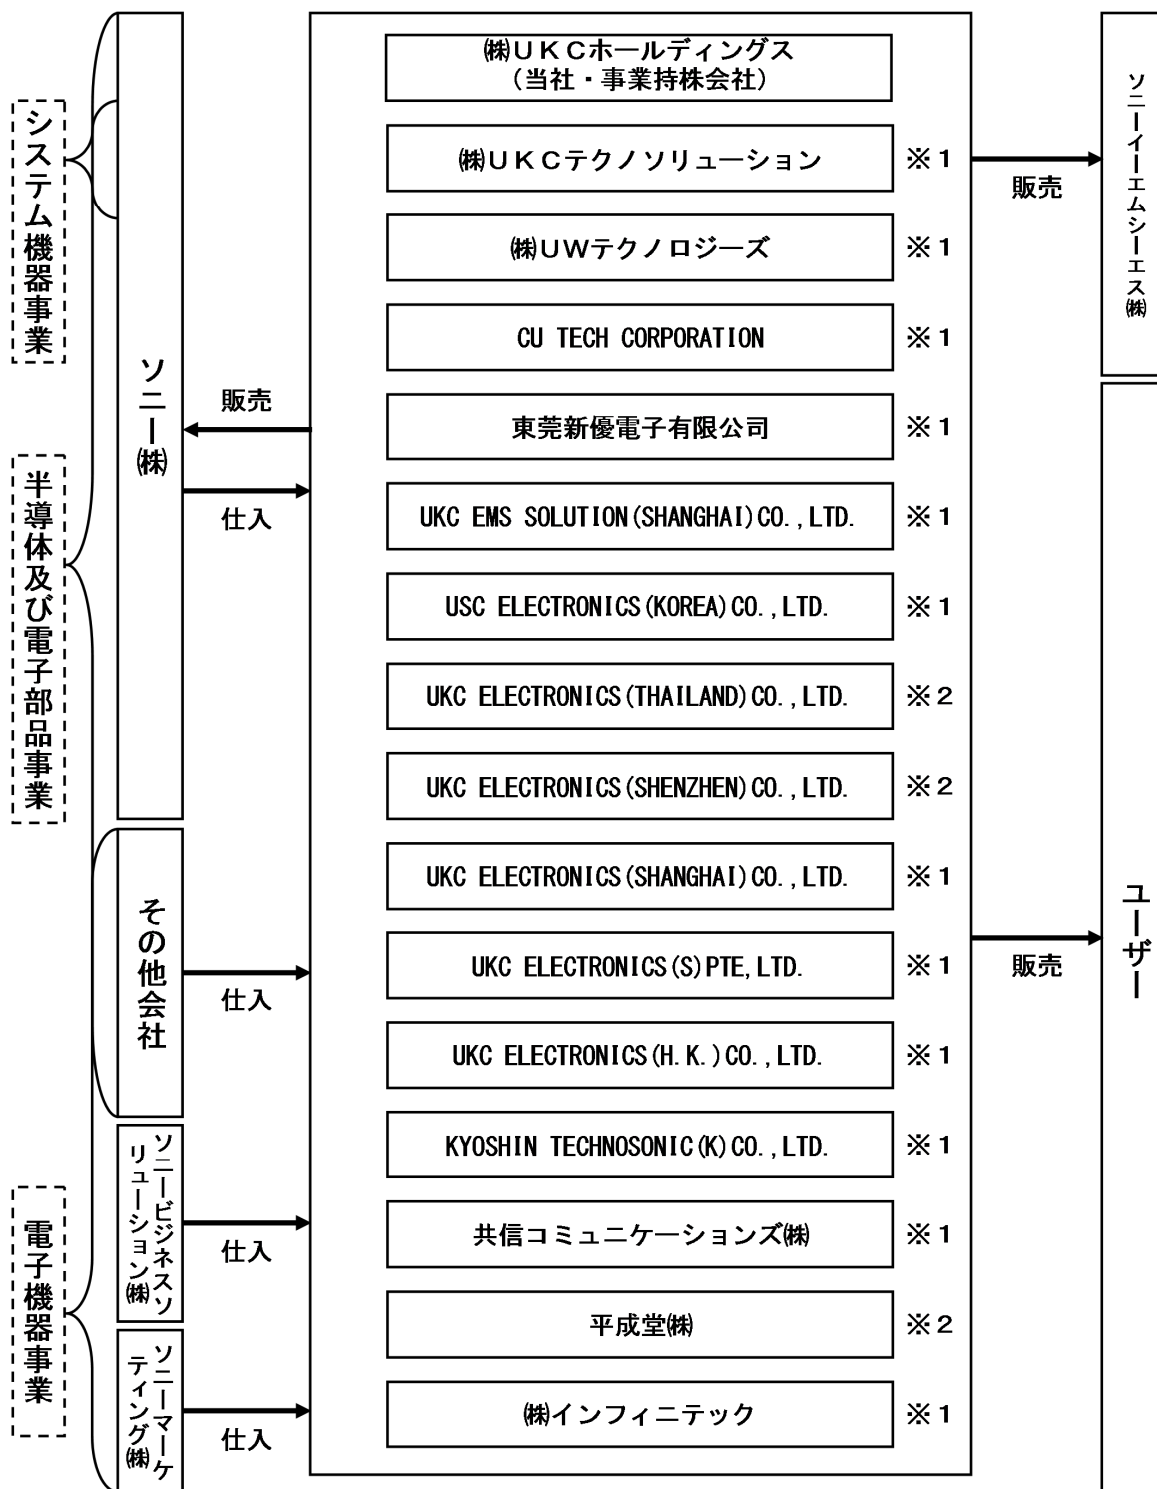 システム機器事業
半導体及び電子部品事業
電子機器事業
ソニー㈱
その他会社
ソニービジネスソ
リューション㈱
ソニーマーケ
ティング㈱
販売
仕入
仕入
仕入
仕入
㈱ＵＫＣホールディングス
（当社・事業持株会社）
㈱ＵＫＣテクノソリューション ※１
㈱ＵＷテクノロジーズ ※１
CU TECH CORPORATION ※１
東莞新優電子有限公司 ※１
UKC EMS SOLUTION(SHANGHAI)CO.,LTD. ※１
USC ELECTRONICS(KOREA)CO.,LTD. ※１
UKC ELECTRONICS(THAILAND)CO.,LTD. ※２
UKC ELECTRONICS(SHENZHEN)CO.,LTD. ※２
UKC ELECTRONICS(SHANGHAI)CO.,LTD. ※１
UKC ELECTRONICS(S)PTE,LTD. ※１
UKC ELECTRONICS(H.K.)CO.,LTD. ※１
KYOSHIN TECHNOSONIC(K)CO.,LTD. ※１
共信コミュニケーションズ㈱ ※１
平成堂㈱ ※２
㈱インフィニテック ※１
販売
販売
ソニーイーエムシーエス㈱
ユーザー